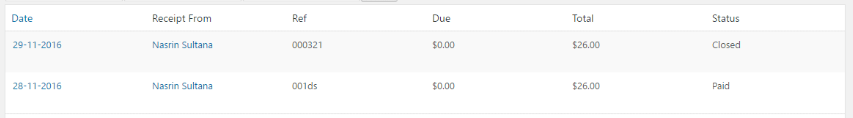 Date Receipt From Ref Due Total Status
29-11-2016 Nasrin Sultana 000321 $0.00 $26.00 Closed
28-11-2016 Nasrin Sultana 001ds $0.00 $26.00 Paid